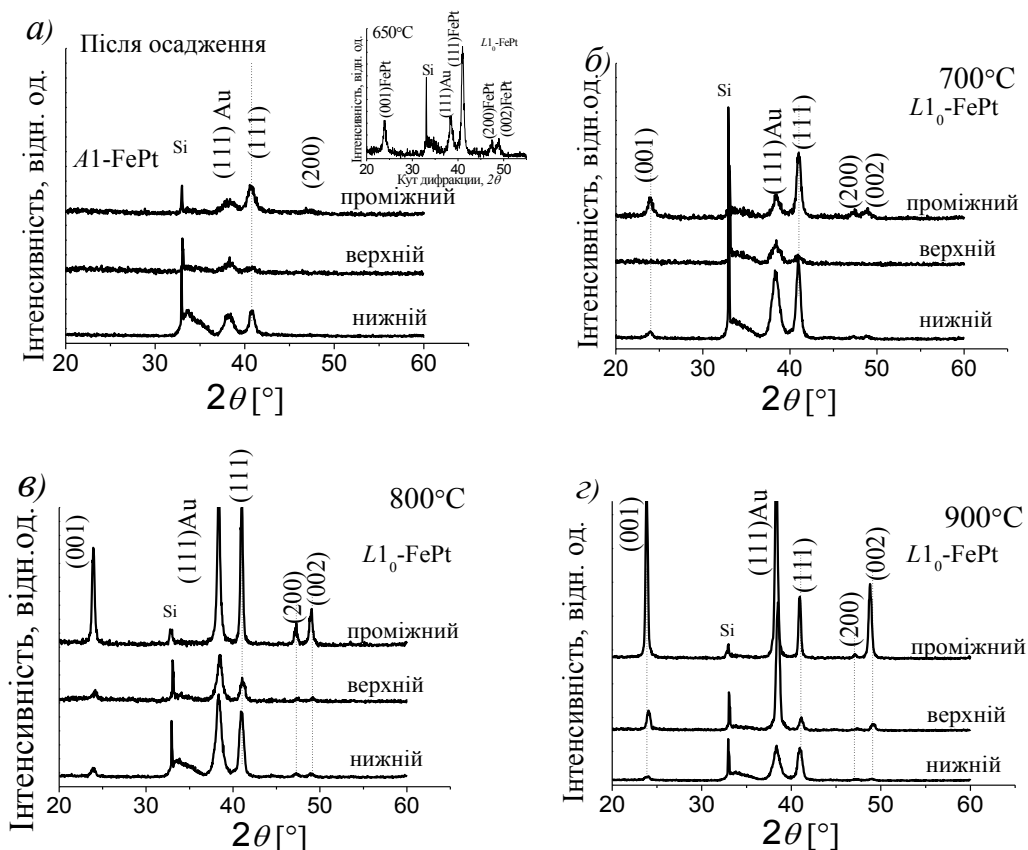 а)
Після осадження
A1-FePt
Si
(111) Au
(111)
(200)
проміжний
верхній
нижній
Інтенсивність, відн. од.
20 30 40 50 60
2θ [°]
650°C
L1₀-FePt
Інтенсивність, відн. од.
(001)FePt
Si
(111)Au
(111)FePt
(200)FePt
(002)FePt
20 30 40 50
Кут дифракции, 2θ
б)
700°C
L1₀-FePt
Si
(001)
(111)Au
(111)
(200)
(002)
проміжний
верхній
нижній
Інтенсивність, відн.од.
20 30 40 50 60
2θ [°]
в)
800°C
L1₀-FePt
(001)
Si
(111)Au
(111)
(200)
(002)
проміжний
верхній
нижній
Інтенсивність, відн.од.
20 30 40 50 60
2θ [°]
г)
900°C
L1₀-FePt
(001)
Si
(111)Au
(111)
(200)
(002)
проміжний
верхній
нижній
Інтенсивність, відн. од.
20 30 40 50 60
2θ [°]